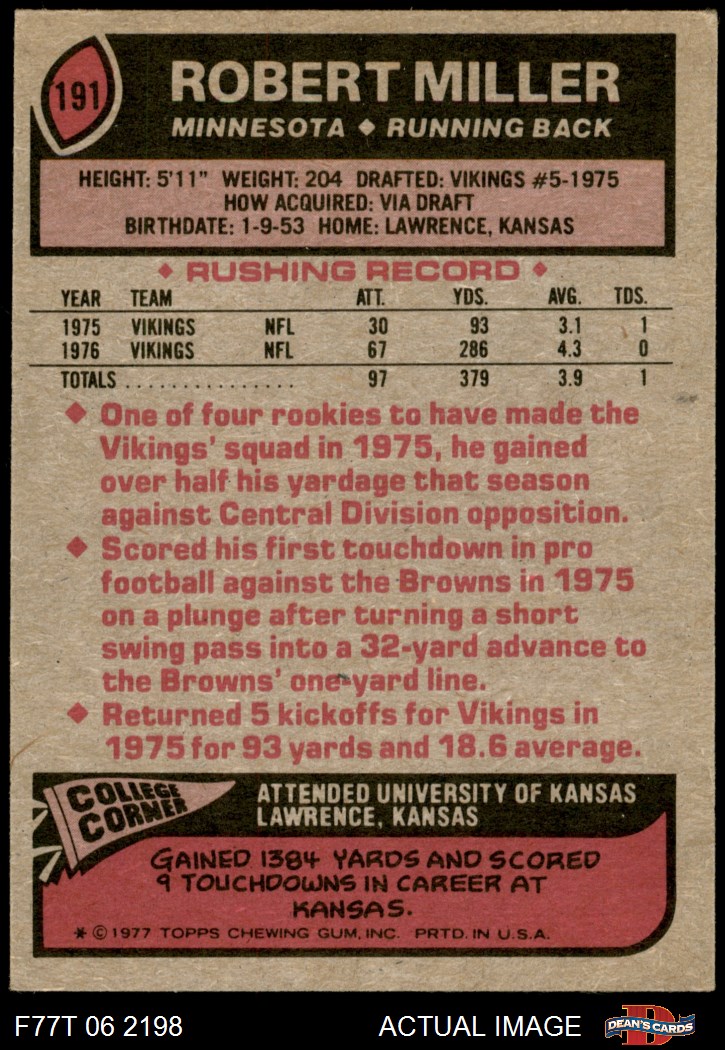 191
ROBERT MILLER
MINNESOTA ◆ RUNNING BACK
HEIGHT: 5'11" WEIGHT: 204 DRAFTED: VIKINGS #5-1975
HOW ACQUIRED: VIA DRAFT
BIRTHDATE: 1-9-53 HOME: LAWRENCE, KANSAS
◆ RUSHING RECORD ◆
YEAR TEAM ATT. YDS. AVG. TDS.
1975 VIKINGS NFL 30 93 3.1 1
1976 VIKINGS NFL 67 286 4.3 0
TOTALS ............... 97 379 3.9 1
◆ One of four rookies to have made the
Vikings' squad in 1975, he gained
over half his yardage that season
against Central Division opposition.
◆ Scored his first touchdown in pro
football against the Browns in 1975
on a plunge after turning a short
swing pass into a 32-yard advance to
the Browns' one-yard line.
◆ Returned 5 kickoffs for Vikings in
1975 for 93 yards and 18.6 average.
COLLEGE
CORNER
ATTENDED UNIVERSITY OF KANSAS
LAWRENCE, KANSAS
GAINED 1384 YARDS AND SCORED
9 TOUCHDOWNS IN CAREER AT
KANSAS.
* © 1977 TOPPS CHEWING GUM, INC. PRTD. IN U.S.A.
F77T 06 2198 ACTUAL IMAGE
D
DEAN'S CARDS